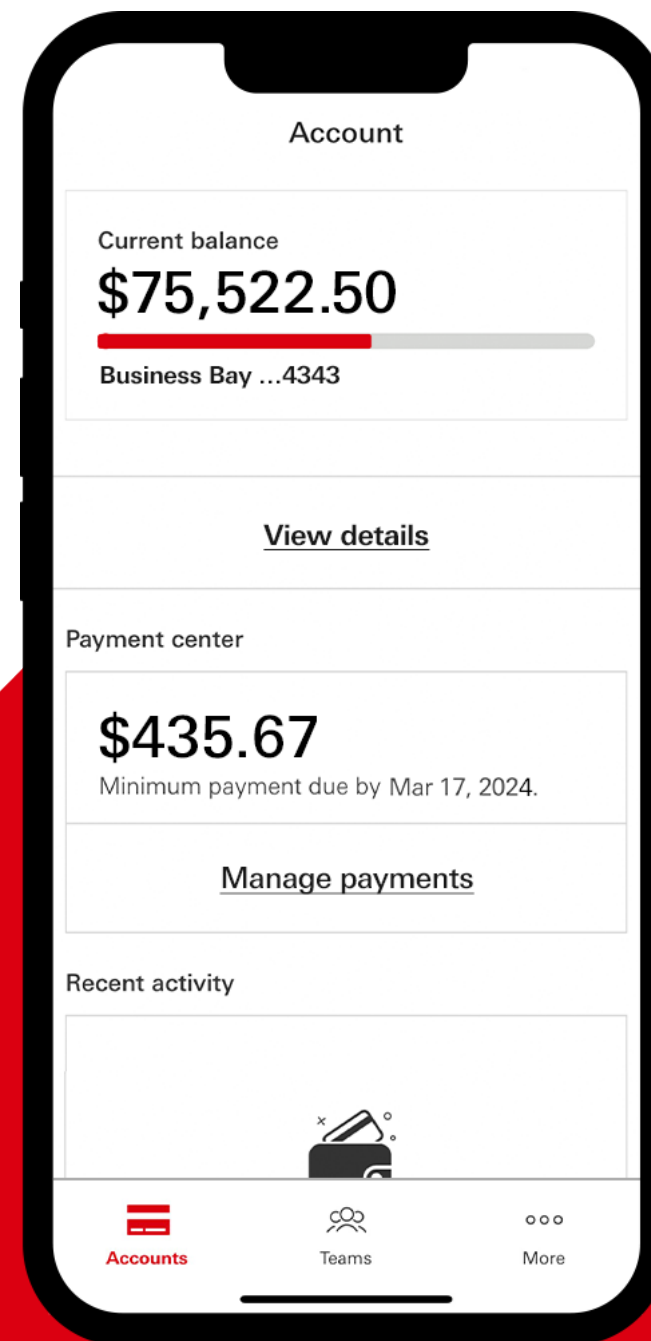 Account
Current balance
$75,522.50
Business Bay ...4343
View details
Payment center
$435.67
Minimum payment due by Mar 17, 2024.
Manage payments
Recent activity
Accounts
Teams
More